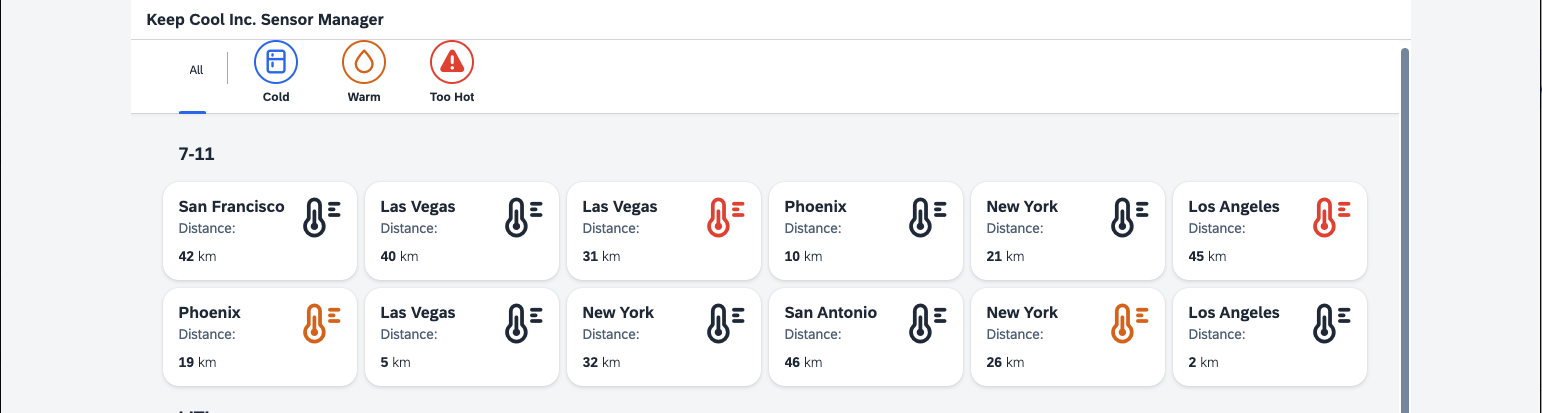 Keep Cool Inc. Sensor Manager
All
Cold
Warm
Too Hot
7-11
San Francisco
Distance:
42 km
Las Vegas
Distance:
40 km
Las Vegas
Distance:
31 km
Phoenix
Distance:
10 km
New York
Distance:
21 km
Los Angeles
Distance:
45 km
Phoenix
Distance:
19 km
Las Vegas
Distance:
5 km
New York
Distance:
32 km
San Antonio
Distance:
46 km
New York
Distance:
26 km
Los Angeles
Distance:
2 km